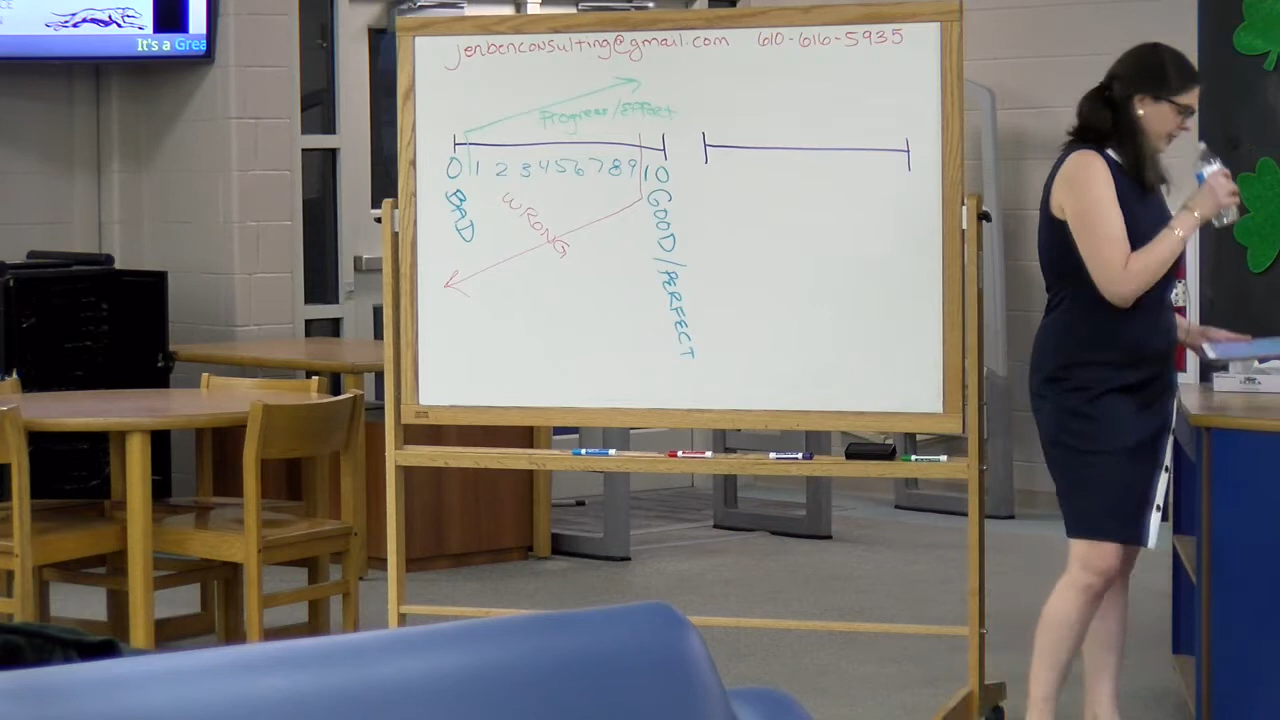 CE
It's a Grea
jenbenconsulting@gmail.com 610-616-5935
Progress/effort
0 1 2 3 4 5 6 7 8 9 10
BAD
WRONG
GOOD/PERFECT